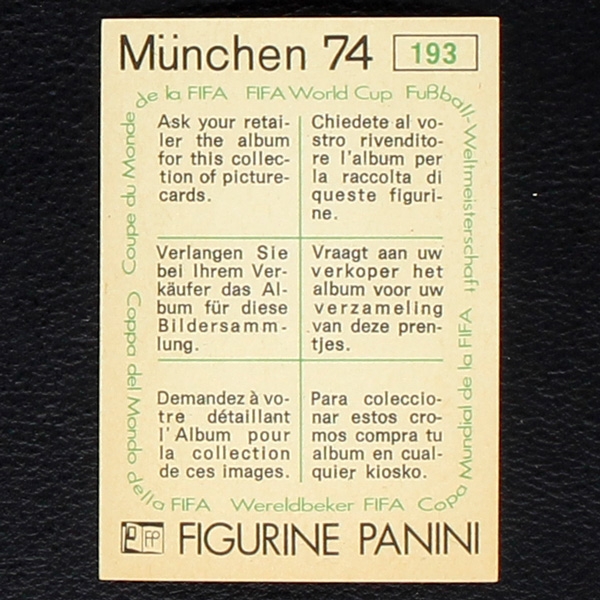 München 74 193
Coupe du Monde de la FIFA FIFA World Cup Fußball-Weltmeisterschaft
Ask your retai-
ler the album
for this collec-
tion of picture-
cards.
Chiedete al vo-
stro rivendito-
re l'album per
la raccolta di
queste figuri-
ne.
Verlangen Sie
bei Ihrem Ver-
käufer das Al-
bum für diese
Bildersamm-
lung.
Vraagt aan uw
verkoper het
album voor uw
verzameling
van deze pren-
tjes.
Demandez à vo-
tre détaillant
l'Album pour
la collection
de ces images.
Para coleccio-
nar estos cro-
mos compra tu
album en cual-
quier kiosko.
Coppa del Mondo della FIFA Wereldbeker FIFA Copa Mundial de la FIFA
FP FIGURINE PANINI